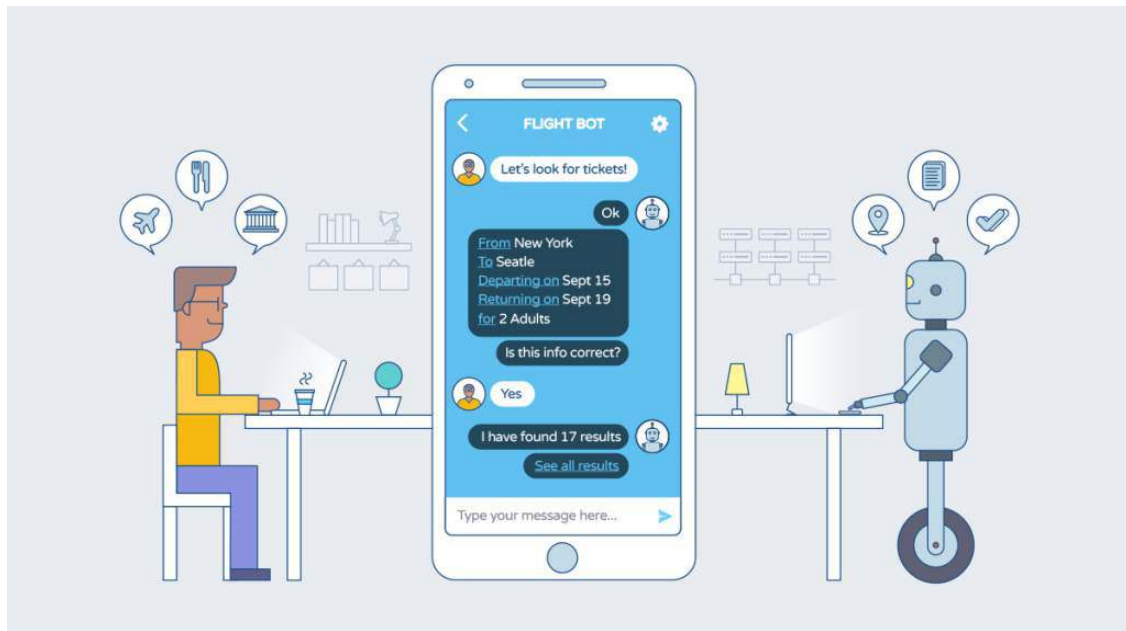 FLIGHT BOT
Let's look for tickets!
Ok
From New York
To Seatle
Departing on Sept 15
Returning on Sept 19
for 2 Adults
Is this info correct?
Yes
I have found 17 results
See all results
Type your message here...